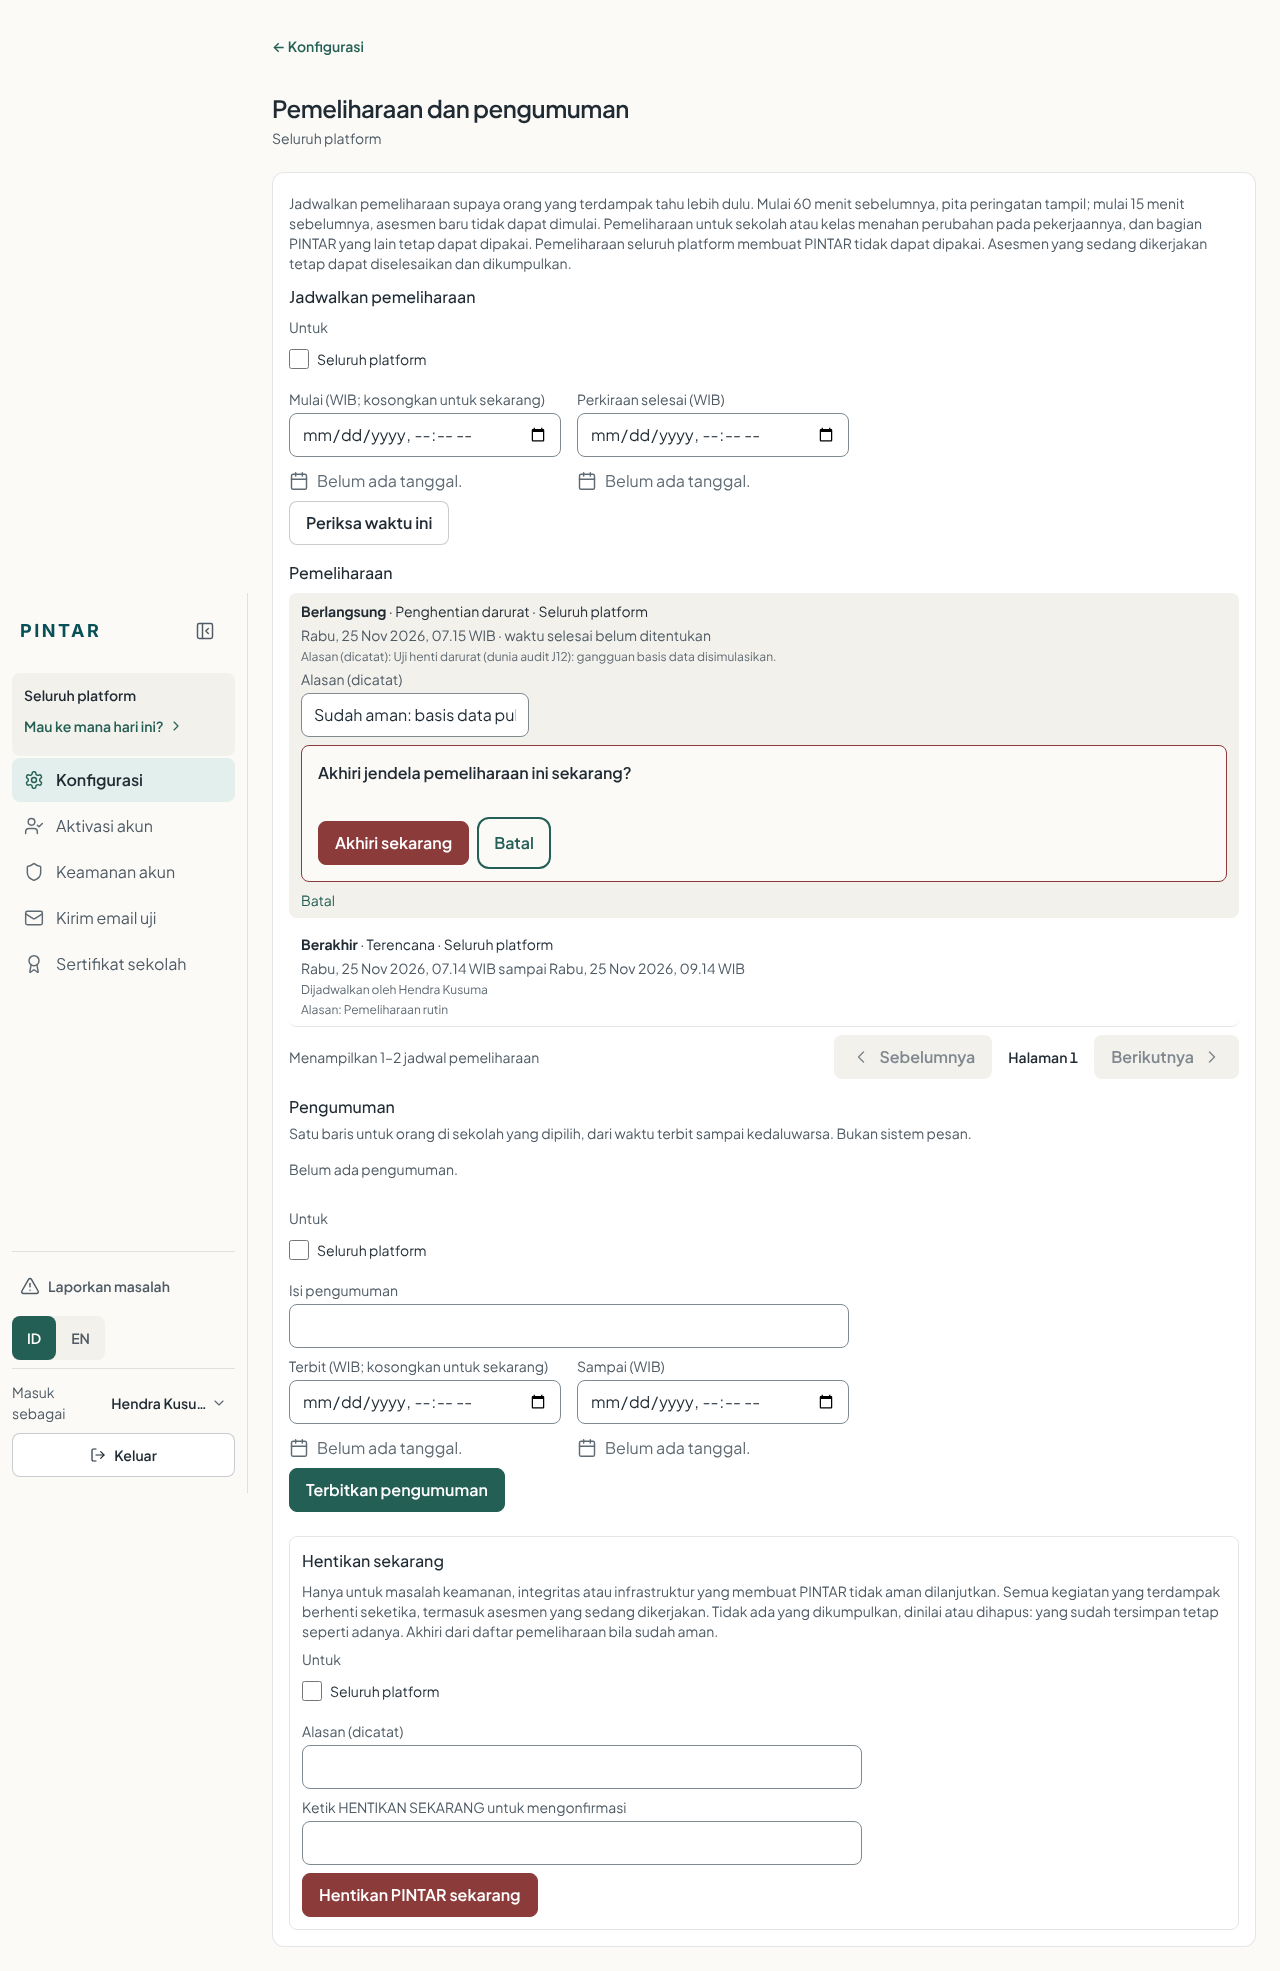 ← Konfigurasi
Pemeliharaan dan pengumuman
Seluruh platform
Jadwalkan pemeliharaan supaya orang yang terdampak tahu lebih dulu. Mulai 60 menit sebelumnya, pita peringatan tampil; mulai 15 menit
sebelumnya, asesmen baru tidak dapat dimulai. Pemeliharaan untuk sekolah atau kelas menahan perubahan pada pekerjaannya, dan bagian
PINTAR yang lain tetap dapat dipakai. Pemeliharaan seluruh platform membuat PINTAR tidak dapat dipakai. Asesmen yang sedang dikerjakan
tetap dapat diselesaikan dan dikumpulkan.
Jadwalkan pemeliharaan
Untuk
Seluruh platform
Mulai (WIB; kosongkan untuk sekarang)
Perkiraan selesai (WIB)
mm/dd/yyyy, --:-- --
mm/dd/yyyy, --:-- --
Belum ada tanggal.
Belum ada tanggal.
Periksa waktu ini
Pemeliharaan
Berlangsung · Penghentian darurat · Seluruh platform
Rabu, 25 Nov 2026, 07.15 WIB · waktu selesai belum ditentukan
Alasan (dicatat): Uji henti darurat (dunia audit J12): gangguan basis data disimulasikan.
Alasan (dicatat)
Sudah aman: basis data pul
Akhiri jendela pemeliharaan ini sekarang?
Akhiri sekarang
Batal
Batal
Berakhir · Terencana · Seluruh platform
Rabu, 25 Nov 2026, 07.14 WIB sampai Rabu, 25 Nov 2026, 09.14 WIB
Dijadwalkan oleh Hendra Kusuma
Alasan: Pemeliharaan rutin
Menampilkan 1–2 jadwal pemeliharaan
Sebelumnya
Halaman 1
Berikutnya
Pengumuman
Satu baris untuk orang di sekolah yang dipilih, dari waktu terbit sampai kedaluwarsa. Bukan sistem pesan.
Belum ada pengumuman.
Untuk
Seluruh platform
Isi pengumuman
Terbit (WIB; kosongkan untuk sekarang)
Sampai (WIB)
mm/dd/yyyy, --:-- --
mm/dd/yyyy, --:-- --
Belum ada tanggal.
Belum ada tanggal.
Terbitkan pengumuman
Hentikan sekarang
Hanya untuk masalah keamanan, integritas atau infrastruktur yang membuat PINTAR tidak aman dilanjutkan. Semua kegiatan yang terdampak
berhenti seketika, termasuk asesmen yang sedang dikerjakan. Tidak ada yang dikumpulkan, dinilai atau dihapus: yang sudah tersimpan tetap
seperti adanya. Akhiri dari daftar pemeliharaan bila sudah aman.
Untuk
Seluruh platform
Alasan (dicatat)
Ketik HENTIKAN SEKARANG untuk mengonfirmasi
Hentikan PINTAR sekarang
PINTAR
Seluruh platform
Mau ke mana hari ini?
Konfigurasi
Aktivasi akun
Keamanan akun
Kirim email uji
Sertifikat sekolah
Laporkan masalah
ID
EN
Masuk
sebagai
Hendra Kusu...
Keluar